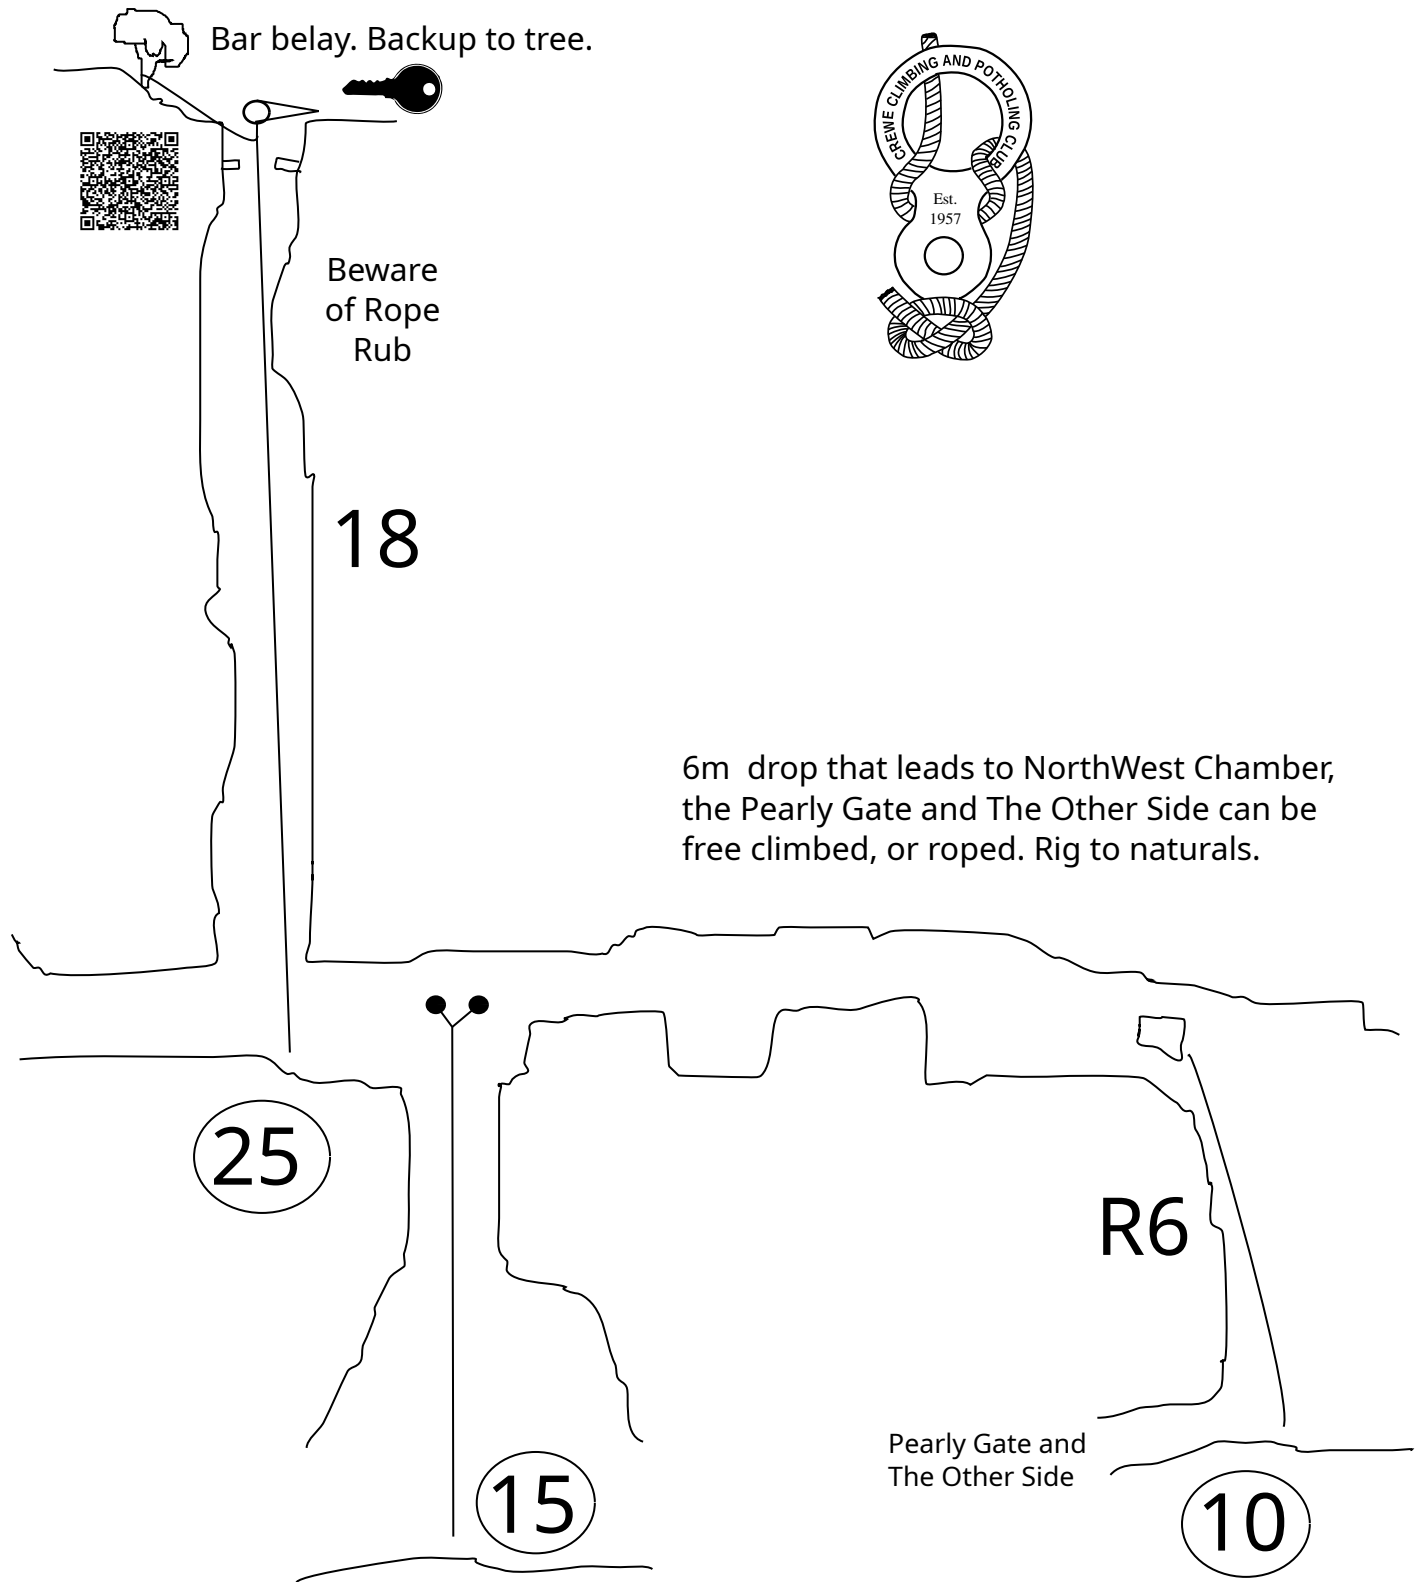 Bar belay. Backup to tree.
CREWE CLIMBING AND POTHOLING CLUB
Est.
1957
Beware
of Rope
Rub
18
6m  drop that leads to NorthWest Chamber,
the Pearly Gate and The Other Side can be
free climbed, or roped. Rig to naturals.
25
R6
Pearly Gate and
The Other Side
15
10